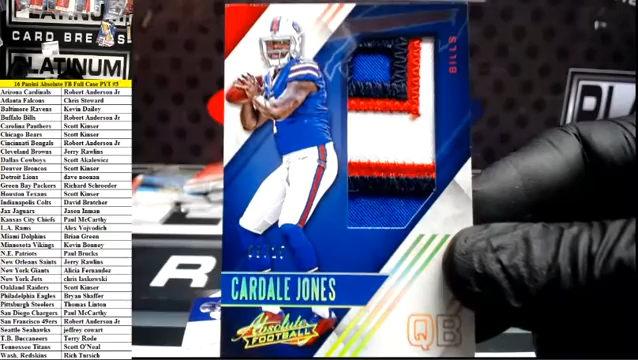 CARD BREAKS
PLATINUM
16 Panini Absolute FB Full Case PYT #3
Arizona Cardinals Robert Anderson Jr
Atlanta Falcons Chris Steward
Baltimore Ravens Kevin Dailey
Buffalo Bills Robert Anderson Jr
Carolina Panthers Scott Kinser
Chicago Bears Scott Kinser
Cincinnati Bengals Robert Anderson Jr
Cleveland Browns Jerry Rawlins
Dallas Cowboys Scott Akalewicz
Denver Broncos Scott Kinser
Detroit Lions dave noonan
Green Bay Packers Richard Schroeder
Houston Texans Scott Kinser
Indianapolis Colts David Bratcher
Jax Jaguars Jason Inman
Kansas City Chiefs Paul McCarthy
L.A. Rams Alex Vojvodich
Miami Dolphins Brian Green
Minnesota Vikings Kevin Bonney
N.E. Patriots Paul Brucks
New Orleans Saints Jerry Rawlins
New York Giants Alicia Fernandez
New York Jets chris laskowski
Oakland Raiders Scott Kinser
Philadelphia Eagles Bryan Shaffer
Pittsburgh Steelers Thomas Linton
San Diego Chargers Paul McCarthy
San Francisco 49ers Robert Anderson Jr
Seattle Seahawks jeffrey cowart
T.B. Buccaneers Terry Rode
Tennessee Titans Scott O'Neal
Wash. Redskins Rich Tursich
BILLS
CARDALE JONES
Absolute
FOOTBALL
QB